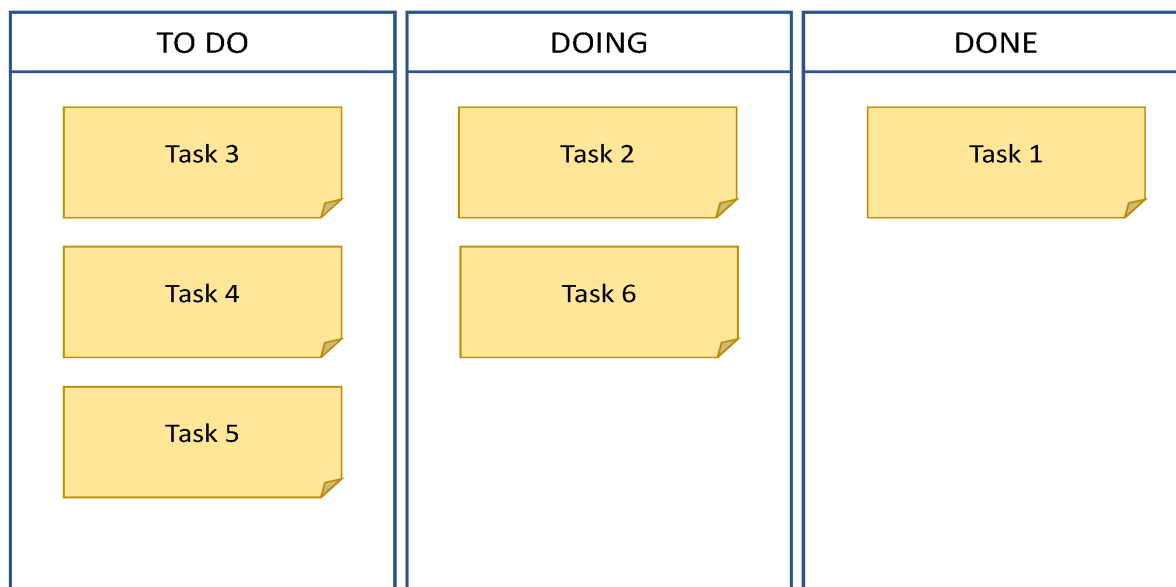 TO DO
Task 3
Task 4
Task 5
DOING
Task 2
Task 6
DONE
Task 1